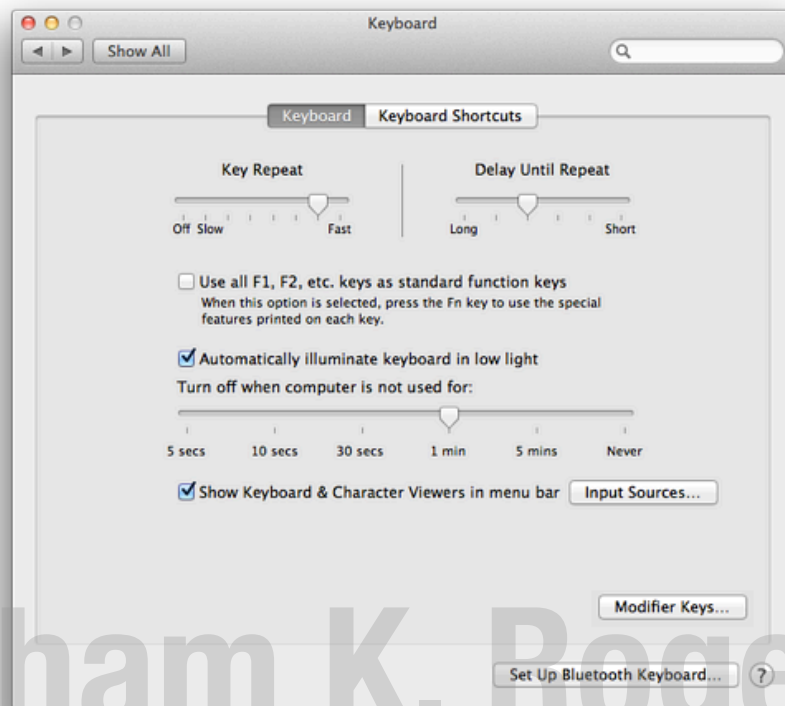 Keyboard
Show All
Keyboard Keyboard Shortcuts
Key Repeat Delay Until Repeat
Off Slow Fast Long Short
Use all F1, F2, etc. keys as standard function keys
When this option is selected, press the Fn key to use the special
features printed on each key.
Automatically illuminate keyboard in low light
Turn off when computer is not used for:
5 secs 10 secs 30 secs 1 min 5 mins Never
Show Keyboard & Character Viewers in menu bar Input Sources...
Modifier Keys...
ham K. Roge
Set Up Bluetooth Keyboard... ?